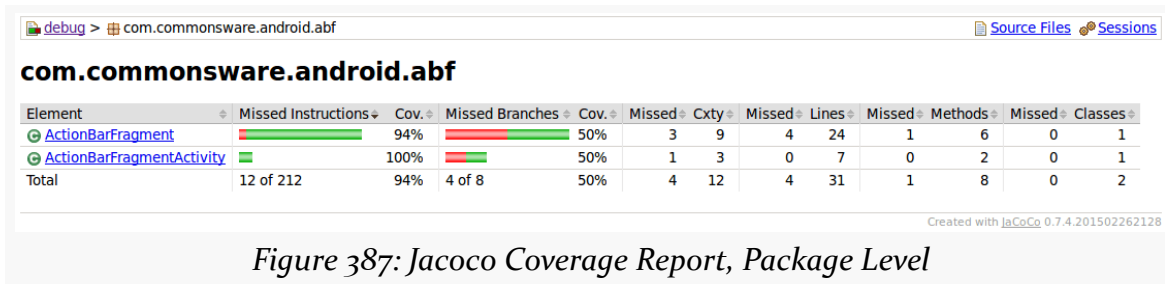 debug > com.commonsware.android.abf Source Files Sessions
com.commonsware.android.abf
Element Missed Instructions Cov. Missed Branches Cov. Missed Cxty Missed Lines Missed Methods Missed Classes
ActionBarFragment 94% 50% 3 9 4 24 1 6 0 1
ActionBarFragmentActivity 100% 50% 1 3 0 7 0 2 0 1
Total 12 of 212 94% 4 of 8 50% 4 12 4 31 1 8 0 2
Created with JaCoCo 0.7.4.201502262128
Figure 387: Jacoco Coverage Report, Package Level